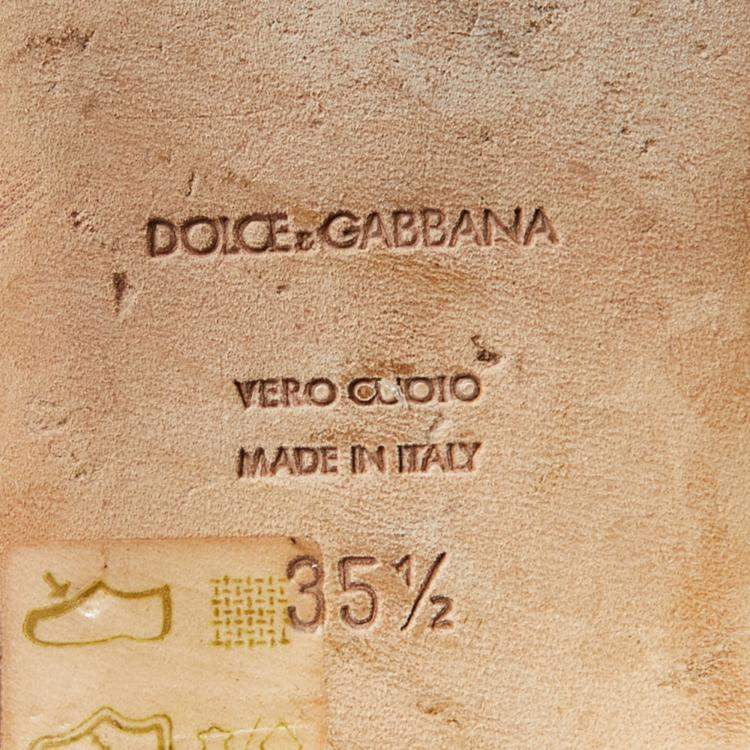 DOLCE & GABBANA
VERO CUOIO
MADE IN ITALY
35½